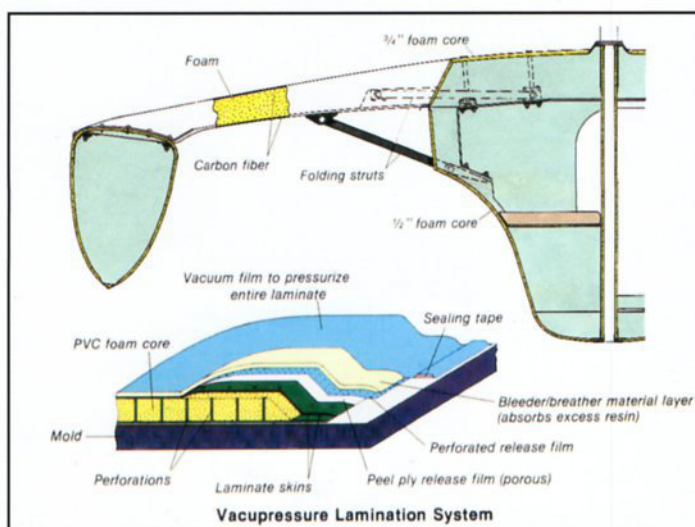 3/4" foam core
Foam
Carbon fiber
Folding struts
1/2" foam core
Vacuum film to pressurize
entire laminate
Sealing tape
PVC foam core
Bleeder/breather material layer
(absorbs excess resin)
Mold
Perforated release film
Perforations
Laminate skins
Peel ply release film (porous)
Vacupressure Lamination System